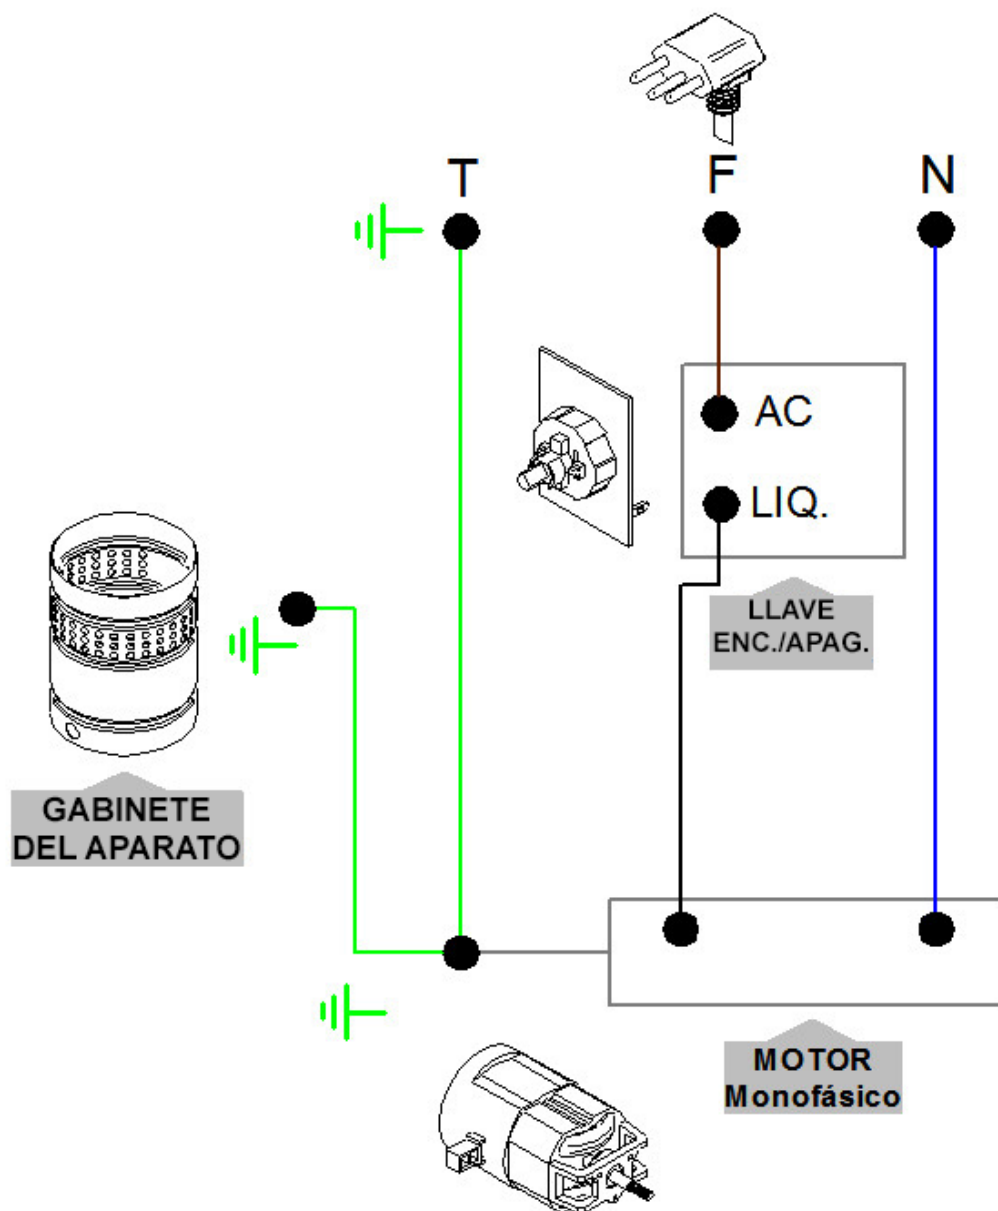 T
F
N
AC
LIQ.
LLAVE
ENC./APAG.
GABINETE
DEL APARATO
MOTOR
Monofásico